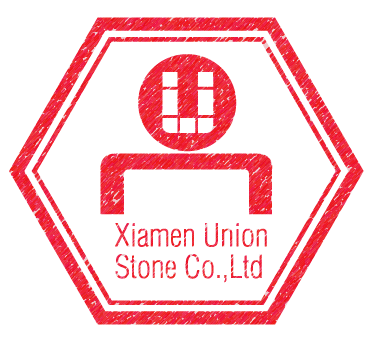 U
Xiamen Union
Stone Co.,Ltd